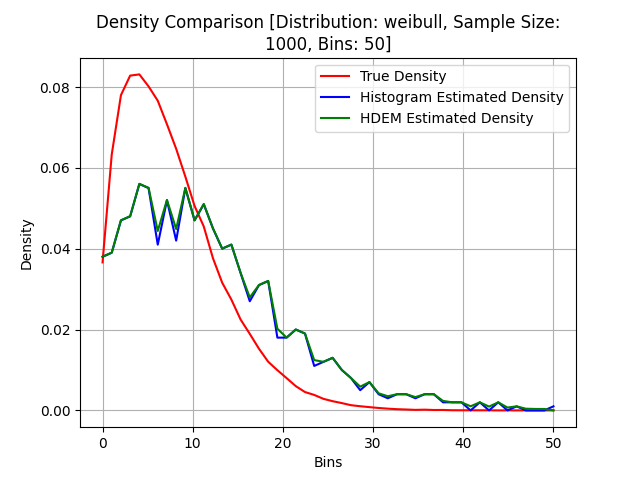 Density Comparison [Distribution: weibull, Sample Size:
1000, Bins: 50]
True Density
Histogram Estimated Density
HDEM Estimated Density
Density
0.08
0.06
0.04
0.02
0.00
0 10 20 30 40 50
Bins